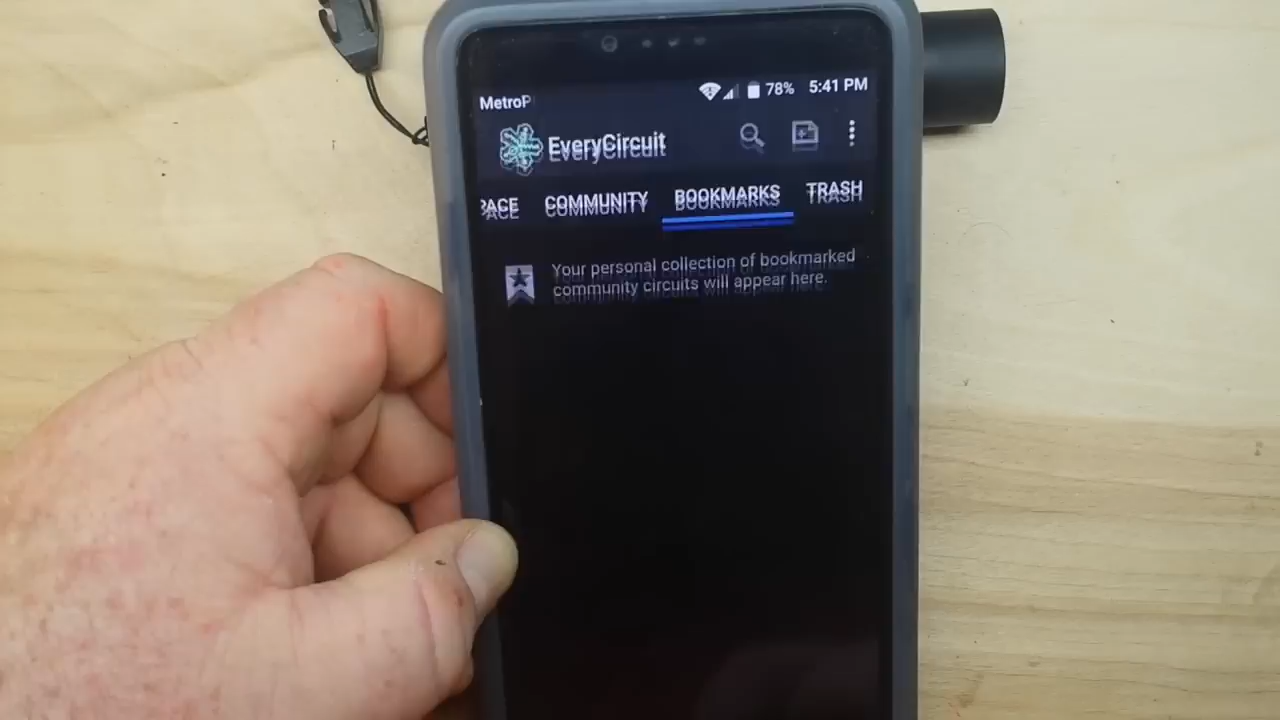 MetroP
78% 5:41 PM
EveryCircuit
PACE COMMUNITY BOOKMARKS TRASH
Your personal collection of bookmarked
community circuits will appear here.